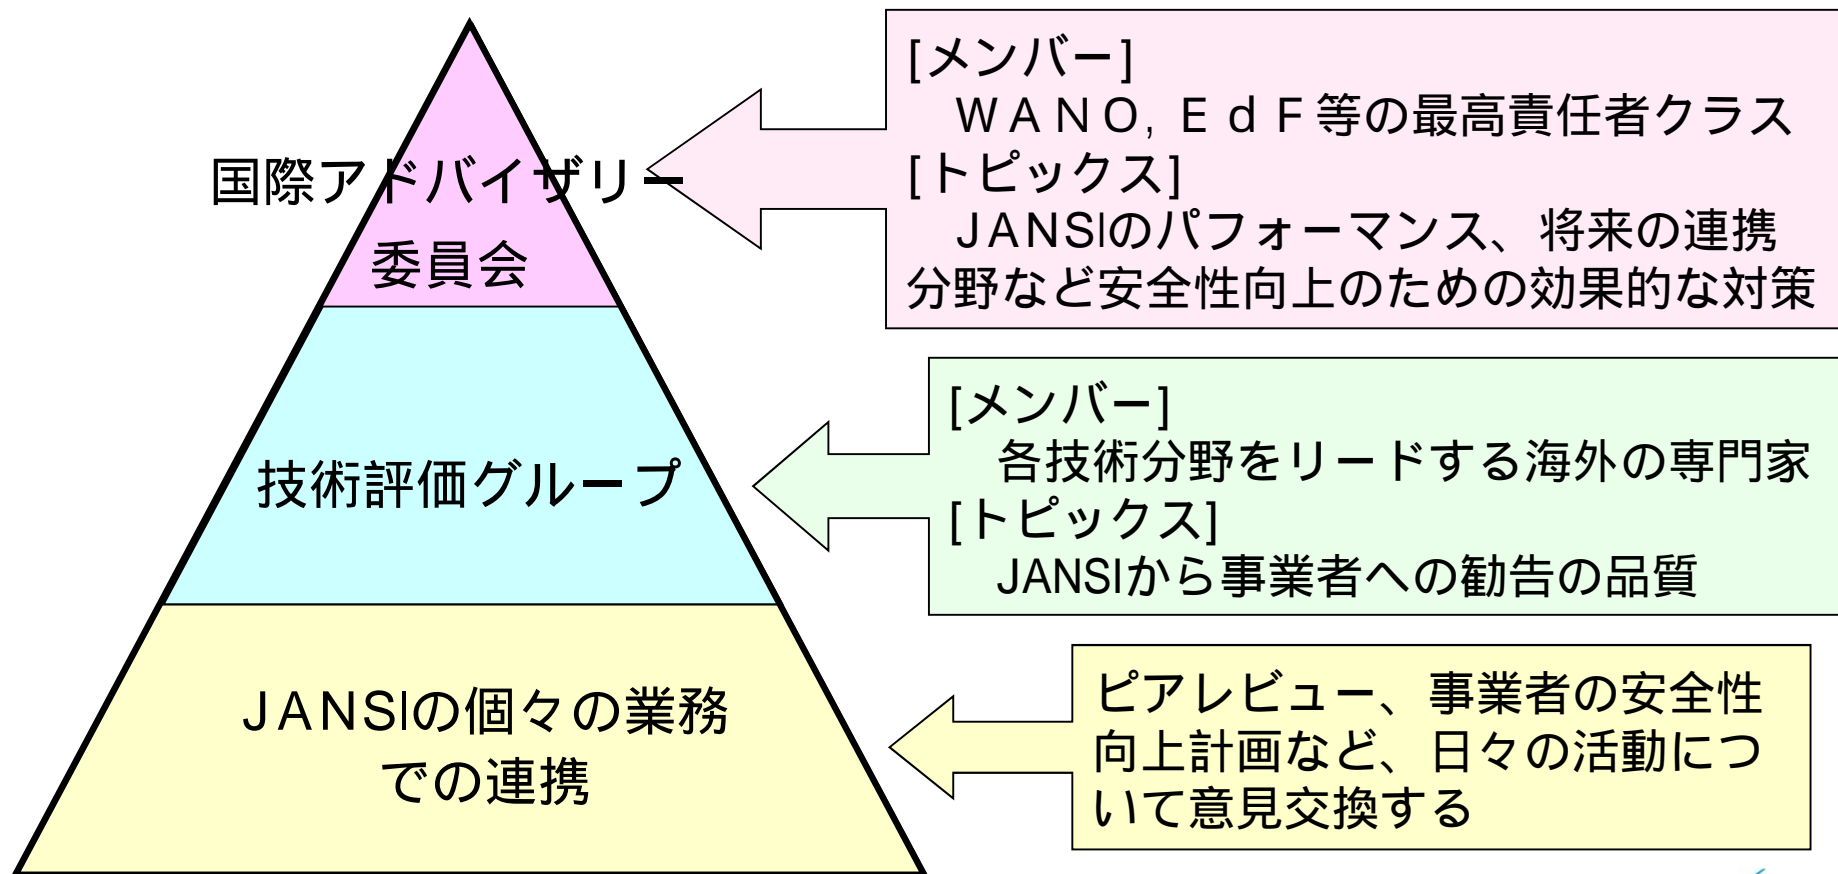 国際アドバイザリー
委員会
[メンバー]
ＷＡＮＯ, ＥｄＦ等の最高責任者クラス
[トピックス]
JANSIのパフォーマンス、将来の連携
分野など安全性向上のための効果的な対策
技術評価グループ
[メンバー]
各技術分野をリードする海外の専門家
[トピックス]
JANSIから事業者への勧告の品質
JANSIの個々の業務
での連携
ピアレビュー、事業者の安全性
向上計画など、日々の活動につ
いて意見交換する